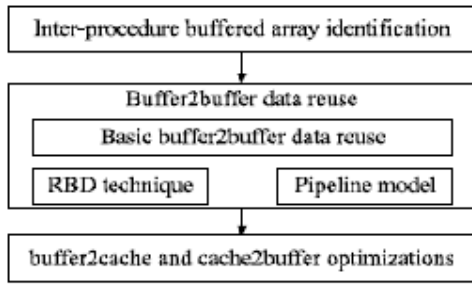 Inter-procedure buffered array identification
Buffer2buffer data reuse
Basic buffer2buffer data reuse
RBD technique
Pipeline model
buffer2cache and cache2buffer optimizations